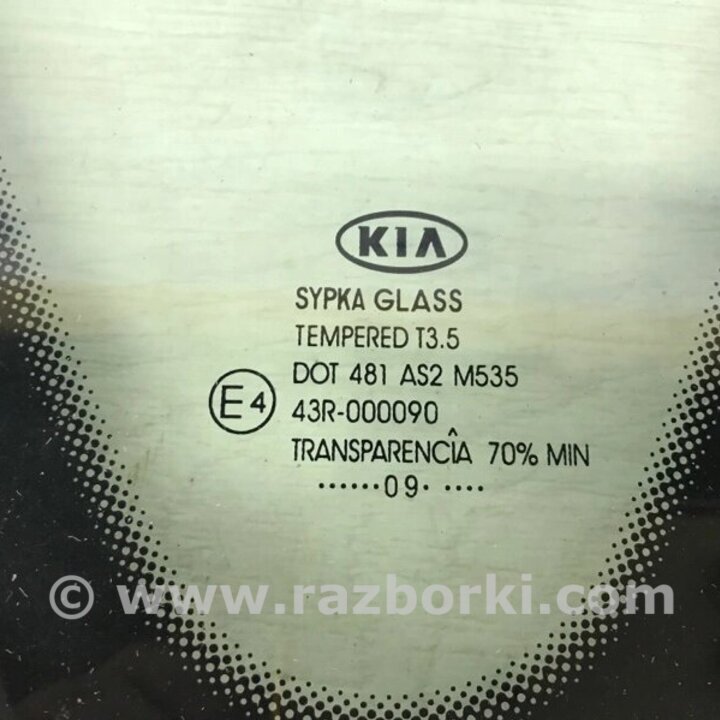 KIA
SYPKA GLASS
TEMPERED T3.5
DOT 481 AS2 M535
E4 43R-000090
TRANSPARENCÎA 70% MIN
······09· ····
© www.razborki.com